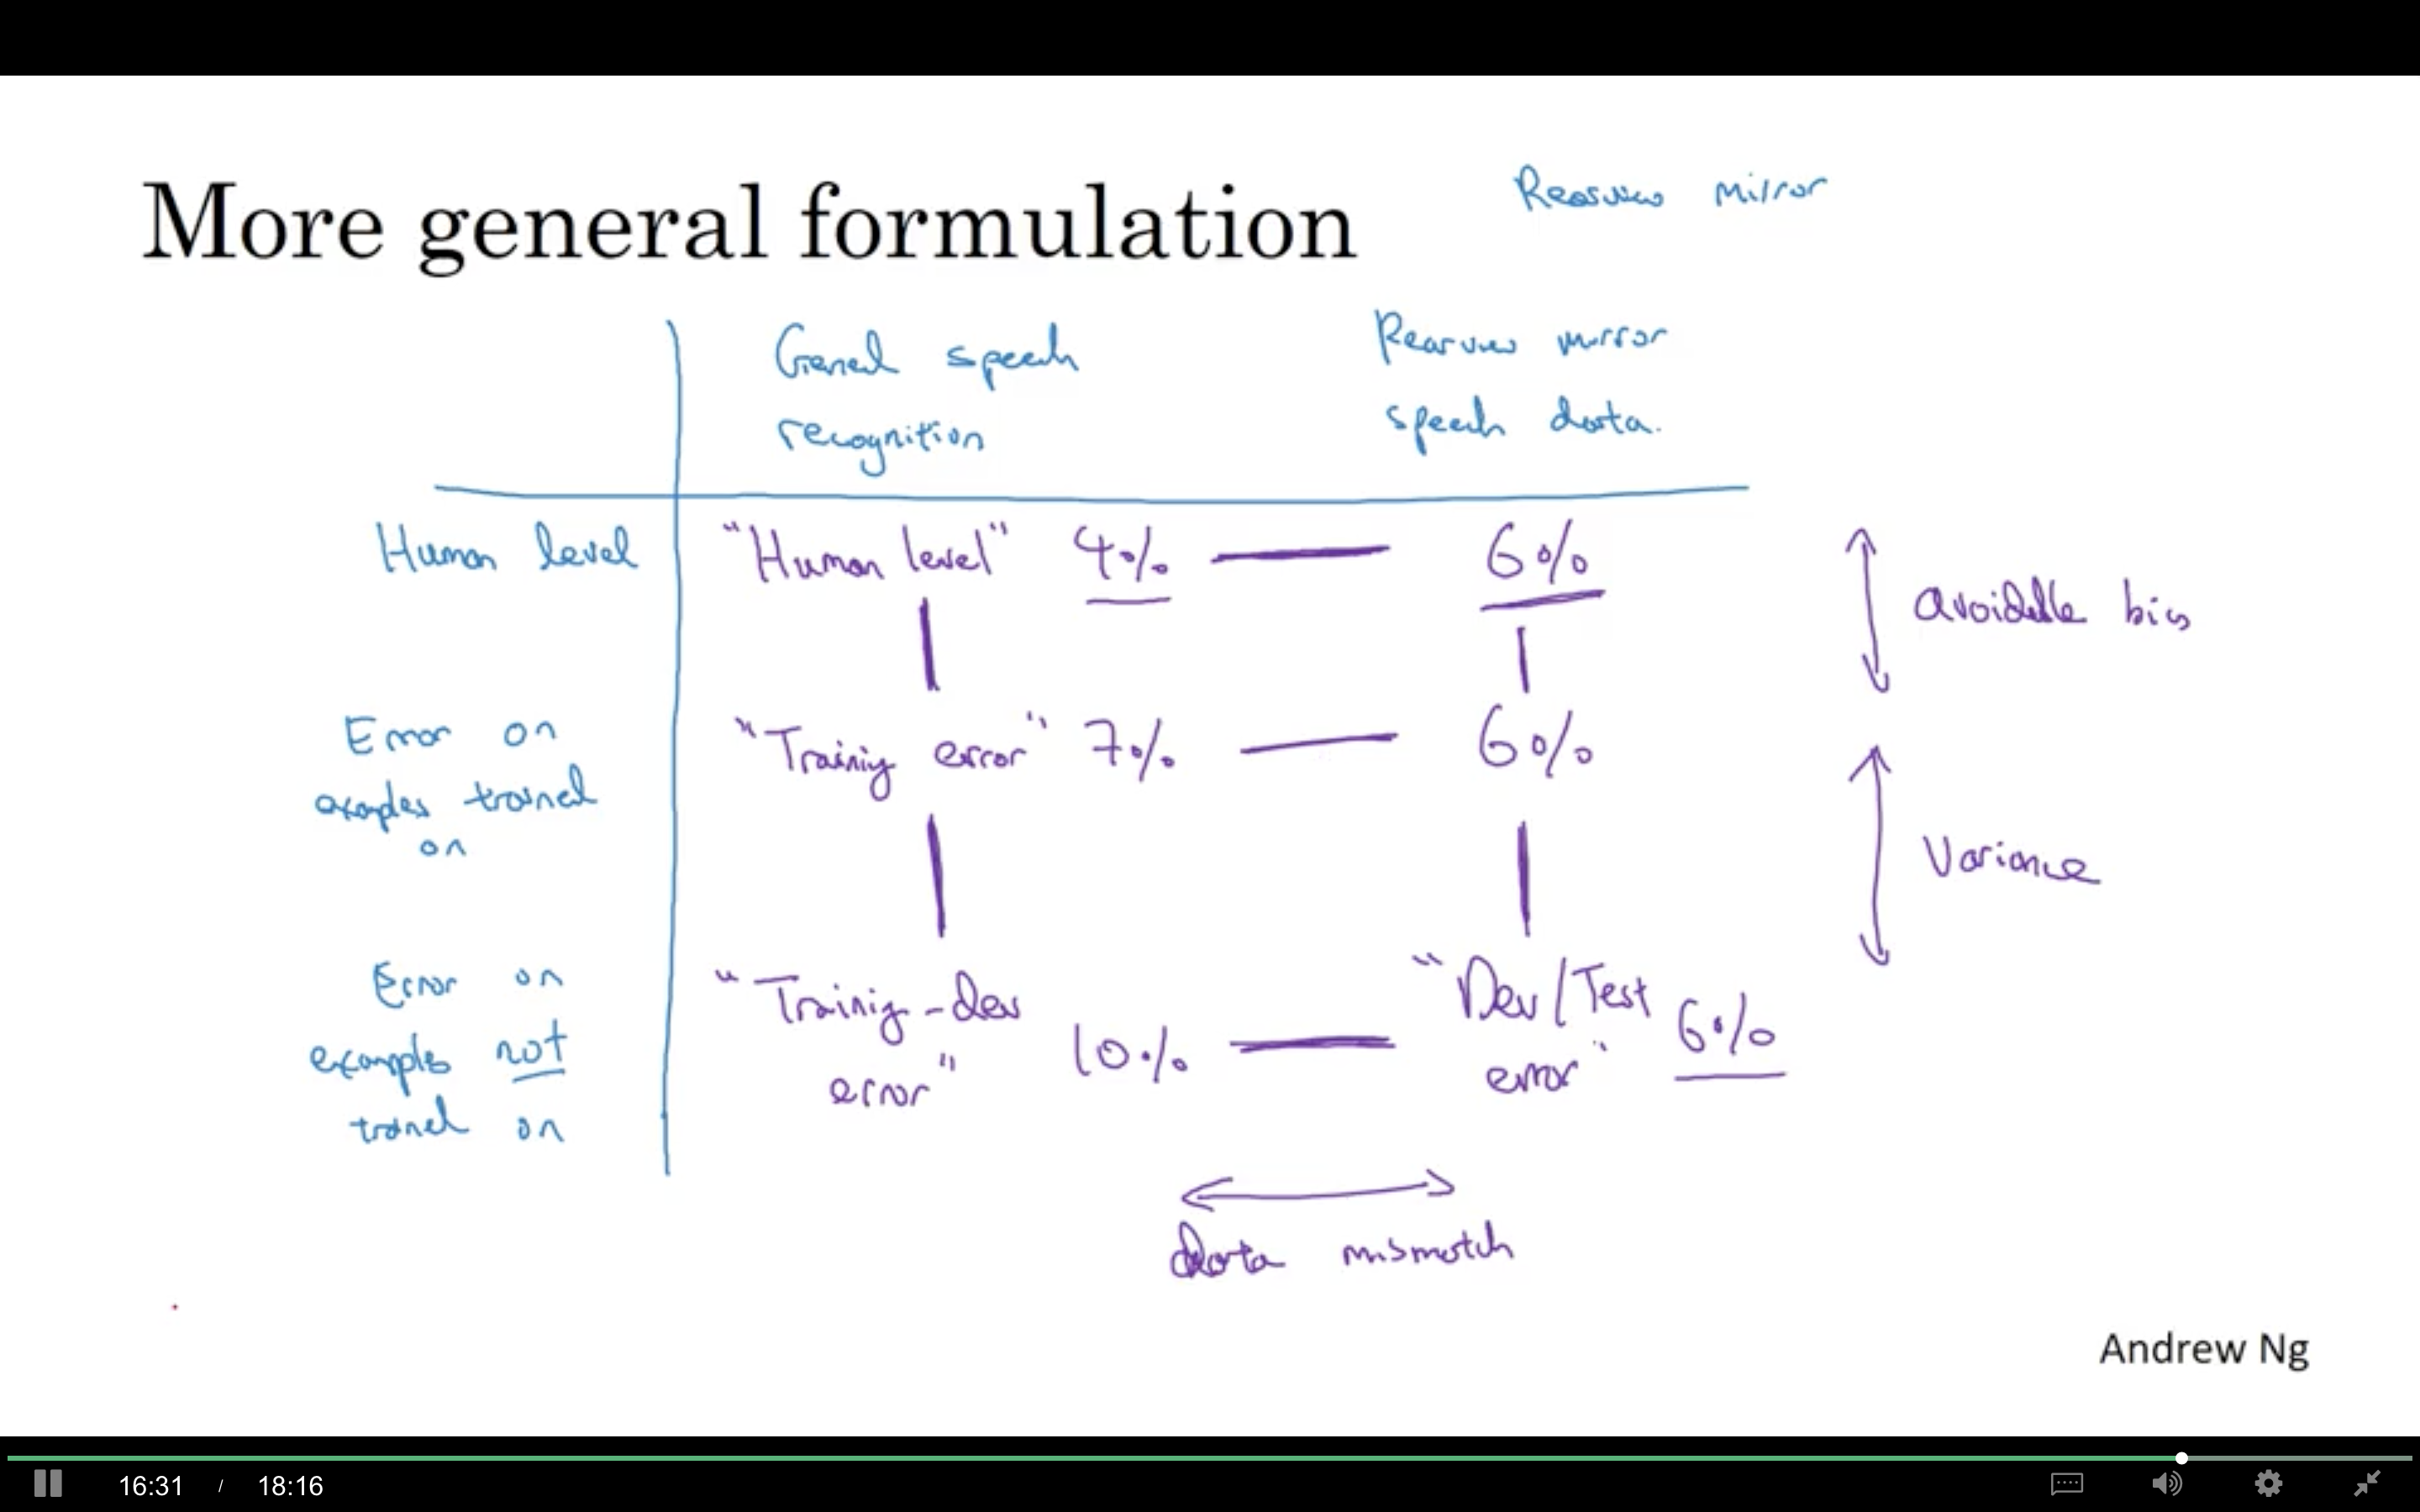 More general formulation
Rearview mirror
General speech
recognition
Rearview mirror
speech data.
Human level
"Human level" 4% 6%
avoidable bias
Error on
examples trained
on
"Training error" 7% 6%
Variance
Error on
examples not
trained on
"Training-dev
error" 10%
"Dev/Test
error" 6%
data mismatch
Andrew Ng
16:31 / 18:16